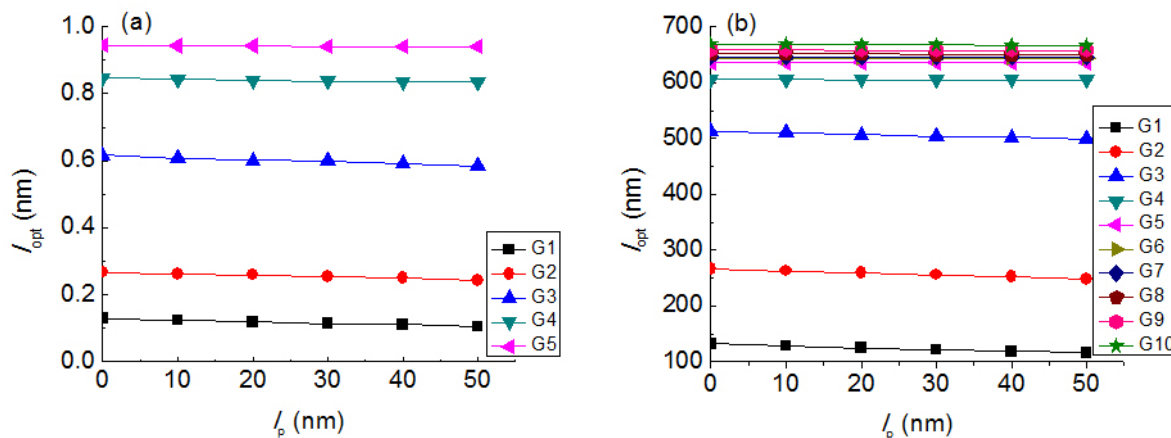 (a)
1.0
0.8
0.6
0.4
0.2
0.0
l_opt (nm)
0 10 20 30 40 50
l_p (nm)
G1
G2
G3
G4
G5
(b)
700
600
500
400
300
200
100
l_opt (nm)
0 10 20 30 40 50
l_p (nm)
G1
G2
G3
G4
G5
G6
G7
G8
G9
G10